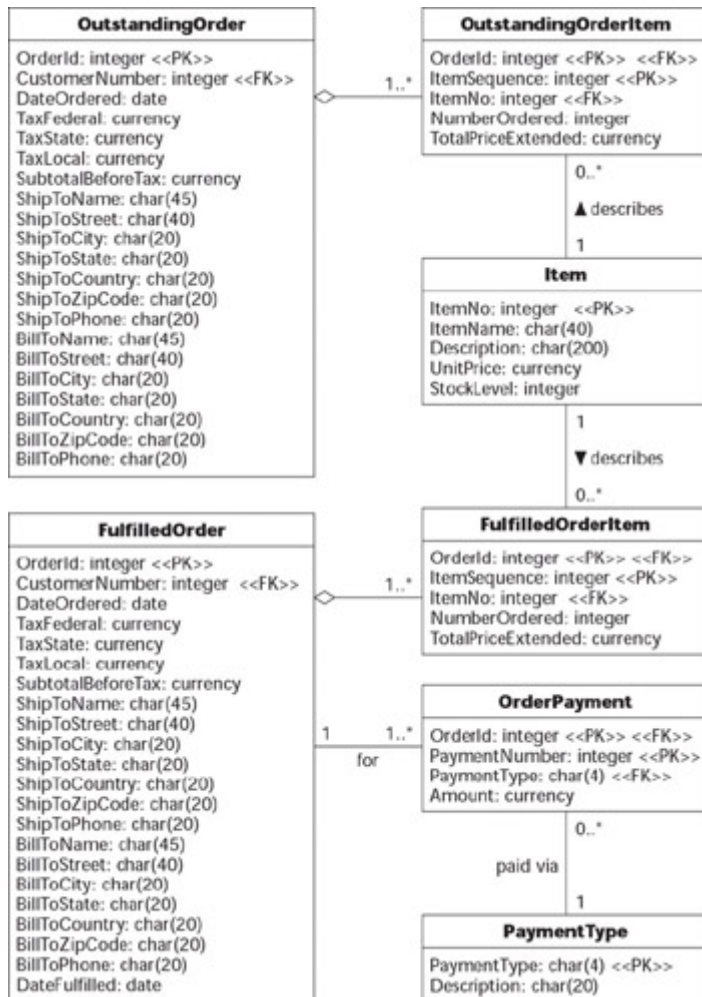 OutstandingOrder
OrderId: integer <<PK>>
CustomerNumber: integer <<FK>>
DateOrdered: date
TaxFederal: currency
TaxState: currency
TaxLocal: currency
SubtotalBeforeTax: currency
ShipToName: char(45)
ShipToStreet: char(40)
ShipToCity: char(20)
ShipToState: char(20)
ShipToCountry: char(20)
ShipToZipCode: char(20)
ShipToPhone: char(20)
BillToName: char(45)
BillToStreet: char(40)
BillToCity: char(20)
BillToState: char(20)
BillToCountry: char(20)
BillToZipCode: char(20)
BillToPhone: char(20)
1..*
OutstandingOrderItem
OrderId: integer <<PK>> <<FK>>
ItemSequence: integer <<PK>>
ItemNo: integer <<FK>>
NumberOrdered: integer
TotalPriceExtended: currency
0..*
▲ describes
1
Item
ItemNo: integer <<PK>>
ItemName: char(40)
Description: char(200)
UnitPrice: currency
StockLevel: integer
1
▼ describes
0..*
FulfilledOrder
OrderId: integer <<PK>>
CustomerNumber: integer <<FK>>
DateOrdered: date
TaxFederal: currency
TaxState: currency
TaxLocal: currency
SubtotalBeforeTax: currency
ShipToName: char(45)
ShipToStreet: char(40)
ShipToCity: char(20)
ShipToState: char(20)
ShipToCountry: char(20)
ShipToZipCode: char(20)
ShipToPhone: char(20)
BillToName: char(45)
BillToStreet: char(40)
BillToCity: char(20)
BillToState: char(20)
BillToCountry: char(20)
BillToZipCode: char(20)
BillToPhone: char(20)
DateFulfilled: date
1..*
FulfilledOrderItem
OrderId: integer <<PK>> <<FK>>
ItemSequence: integer <<PK>>
ItemNo: integer <<FK>>
NumberOrdered: integer
TotalPriceExtended: currency
1 1..*
for
OrderPayment
OrderId: integer <<PK>> <<FK>>
PaymentNumber: integer <<PK>>
PaymentType: char(4) <<FK>>
Amount: currency
0..*
paid via
1
PaymentType
PaymentType: char(4) <<PK>>
Description: char(20)